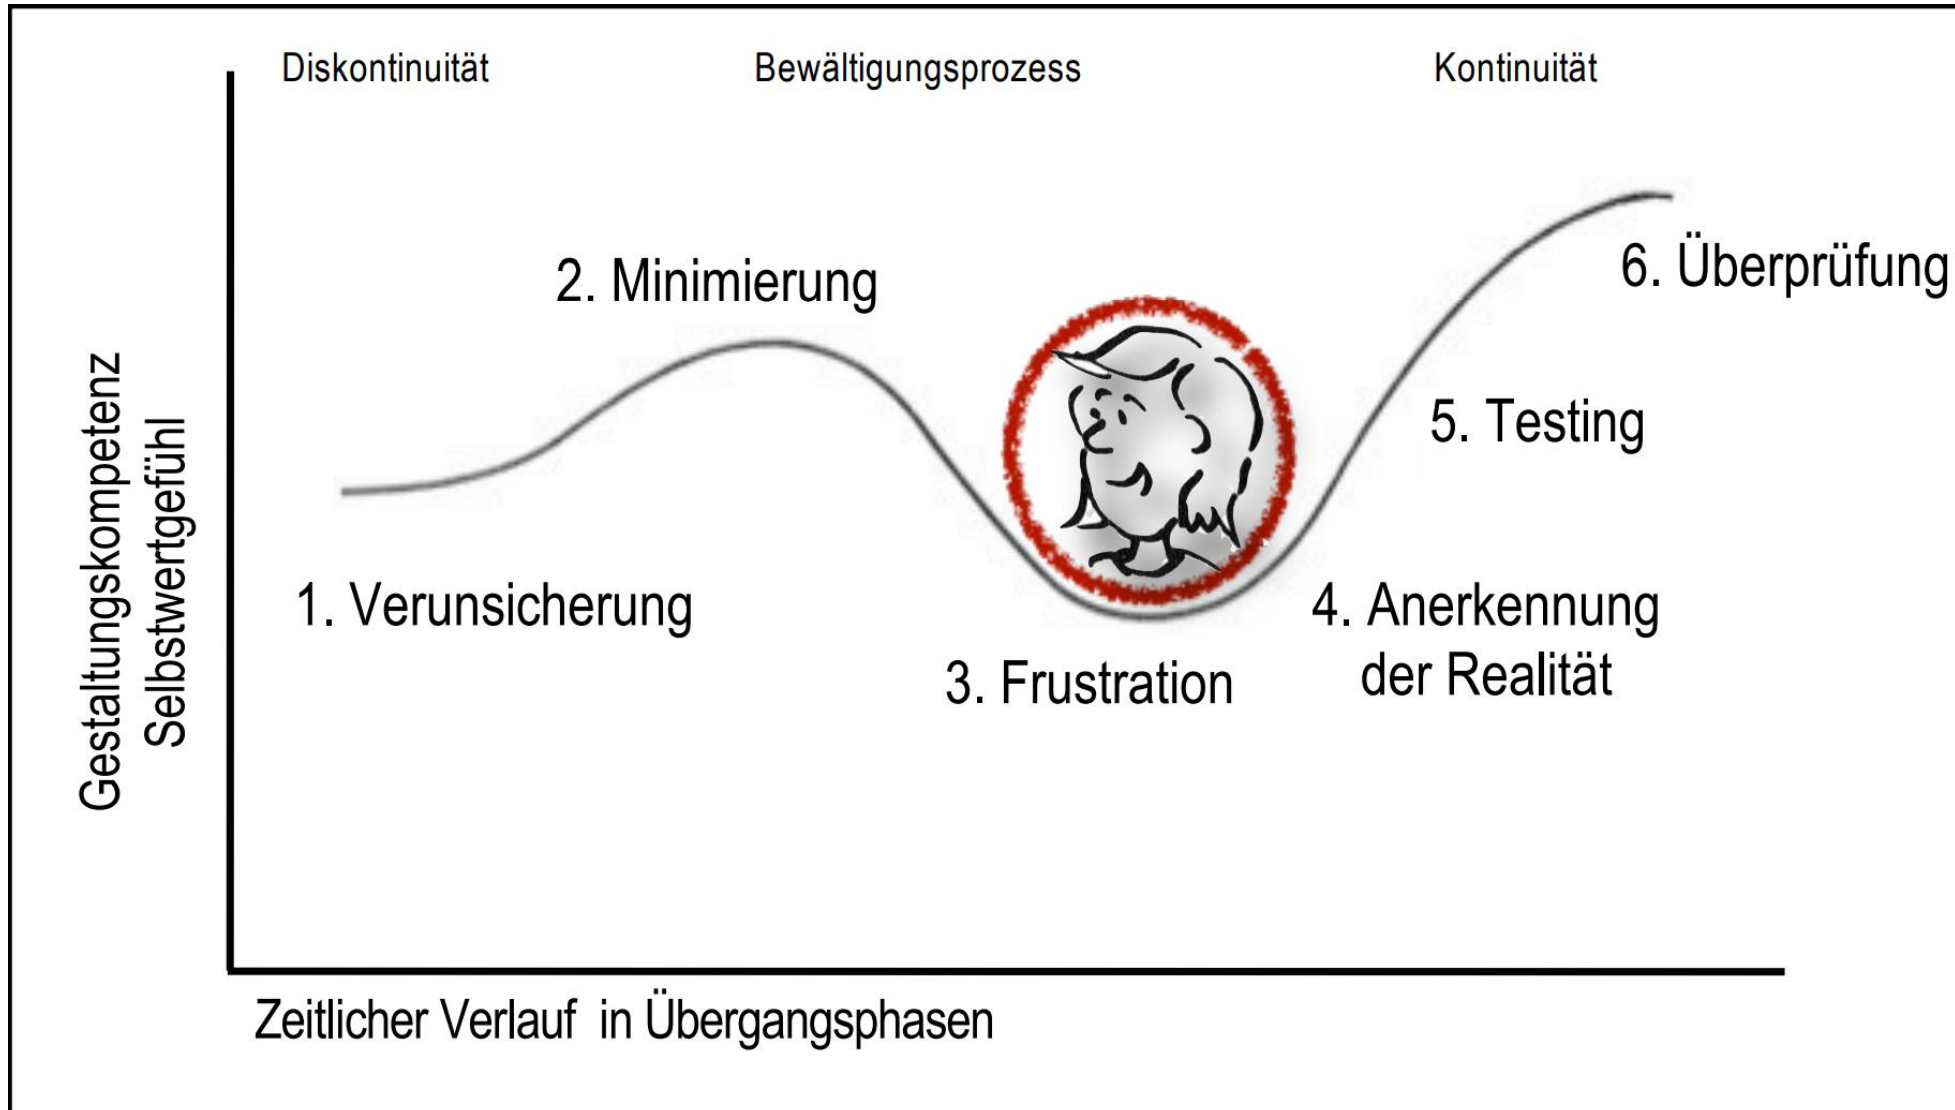 Diskontinuität
Bewältigungsprozess
Kontinuität
Gestaltungskompetenz
Selbstwertgefühl
1. Verunsicherung
2. Minimierung
3. Frustration
4. Anerkennung
der Realität
5. Testing
6. Überprüfung
Zeitlicher Verlauf in Übergangsphasen